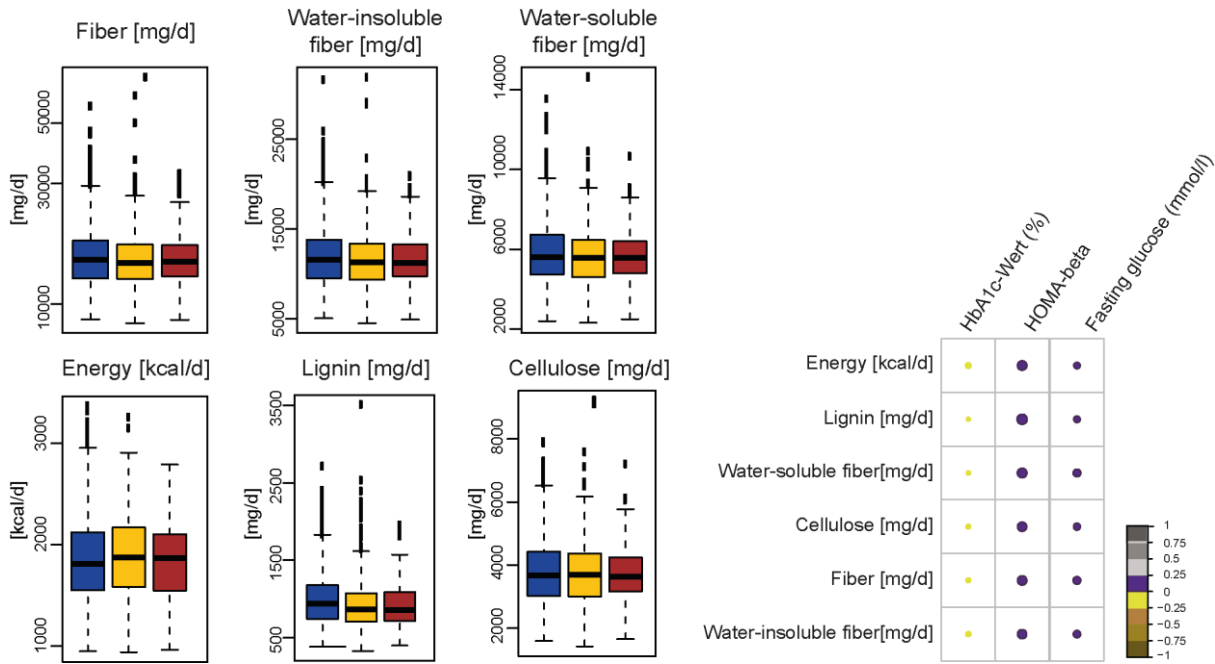 Fiber [mg/d]
Water-insoluble
fiber [mg/d]
Water-soluble
fiber [mg/d]
[mg/d]
50000
30000
10000
[mg/d]
25000
15000
5000
[mg/d]
14000
10000
6000
2000
Energy [kcal/d]
Lignin [mg/d]
Cellulose [mg/d]
[kcal/d]
3000
2000
1000
[mg/d]
3500
2500
1500
500
[mg/d]
8000
6000
4000
2000
HbA1c-Wert (%)
HOMA-beta
Fasting glucose (mmol/l)
Energy [kcal/d]
Lignin [mg/d]
Water-soluble fiber[mg/d]
Cellulose [mg/d]
Fiber [mg/d]
Water-insoluble fiber[mg/d]
1
0.75
0.5
0.25
0
−0.25
−0.5
−0.75
−1